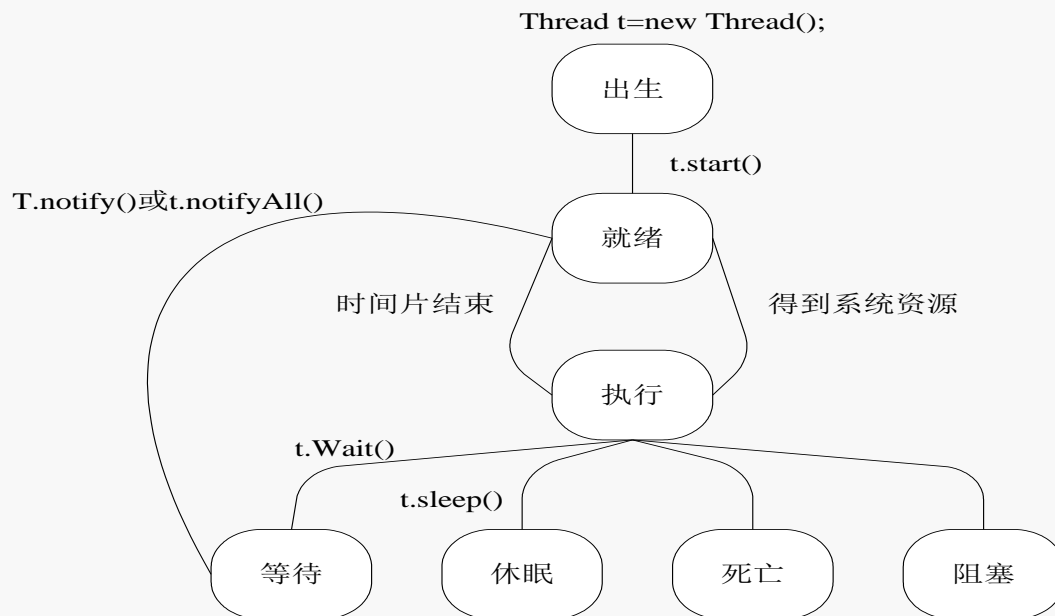 Thread t=new Thread();
出生
t.start()
T.notify()或t.notifyAll()
就绪
时间片结束
得到系统资源
执行
t.Wait()
t.sleep()
等待
休眠
死亡
阻塞